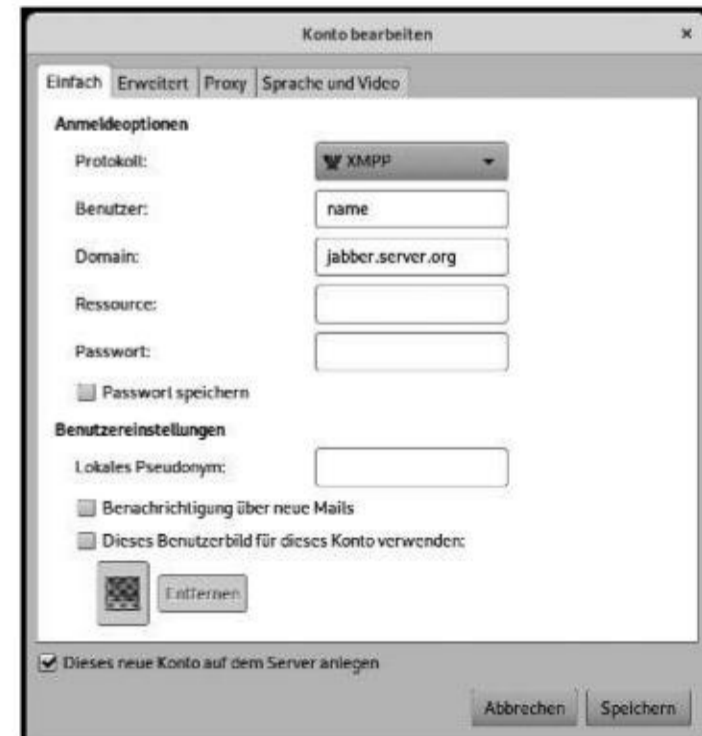 Konto bearbeiten ×
Einfach Erweitert Proxy Sprache und Video
Anmeldeoptionen
Protokoll: XMPP
Benutzer: name
Domain: jabber.server.org
Ressource:
Passwort:
Passwort speichern
Benutzereinstellungen
Lokales Pseudonym:
Benachrichtigung über neue Mails
Dieses Benutzerbild für dieses Konto verwenden:
Entfernen
Dieses neue Konto auf dem Server anlegen
Abbrechen Speichern